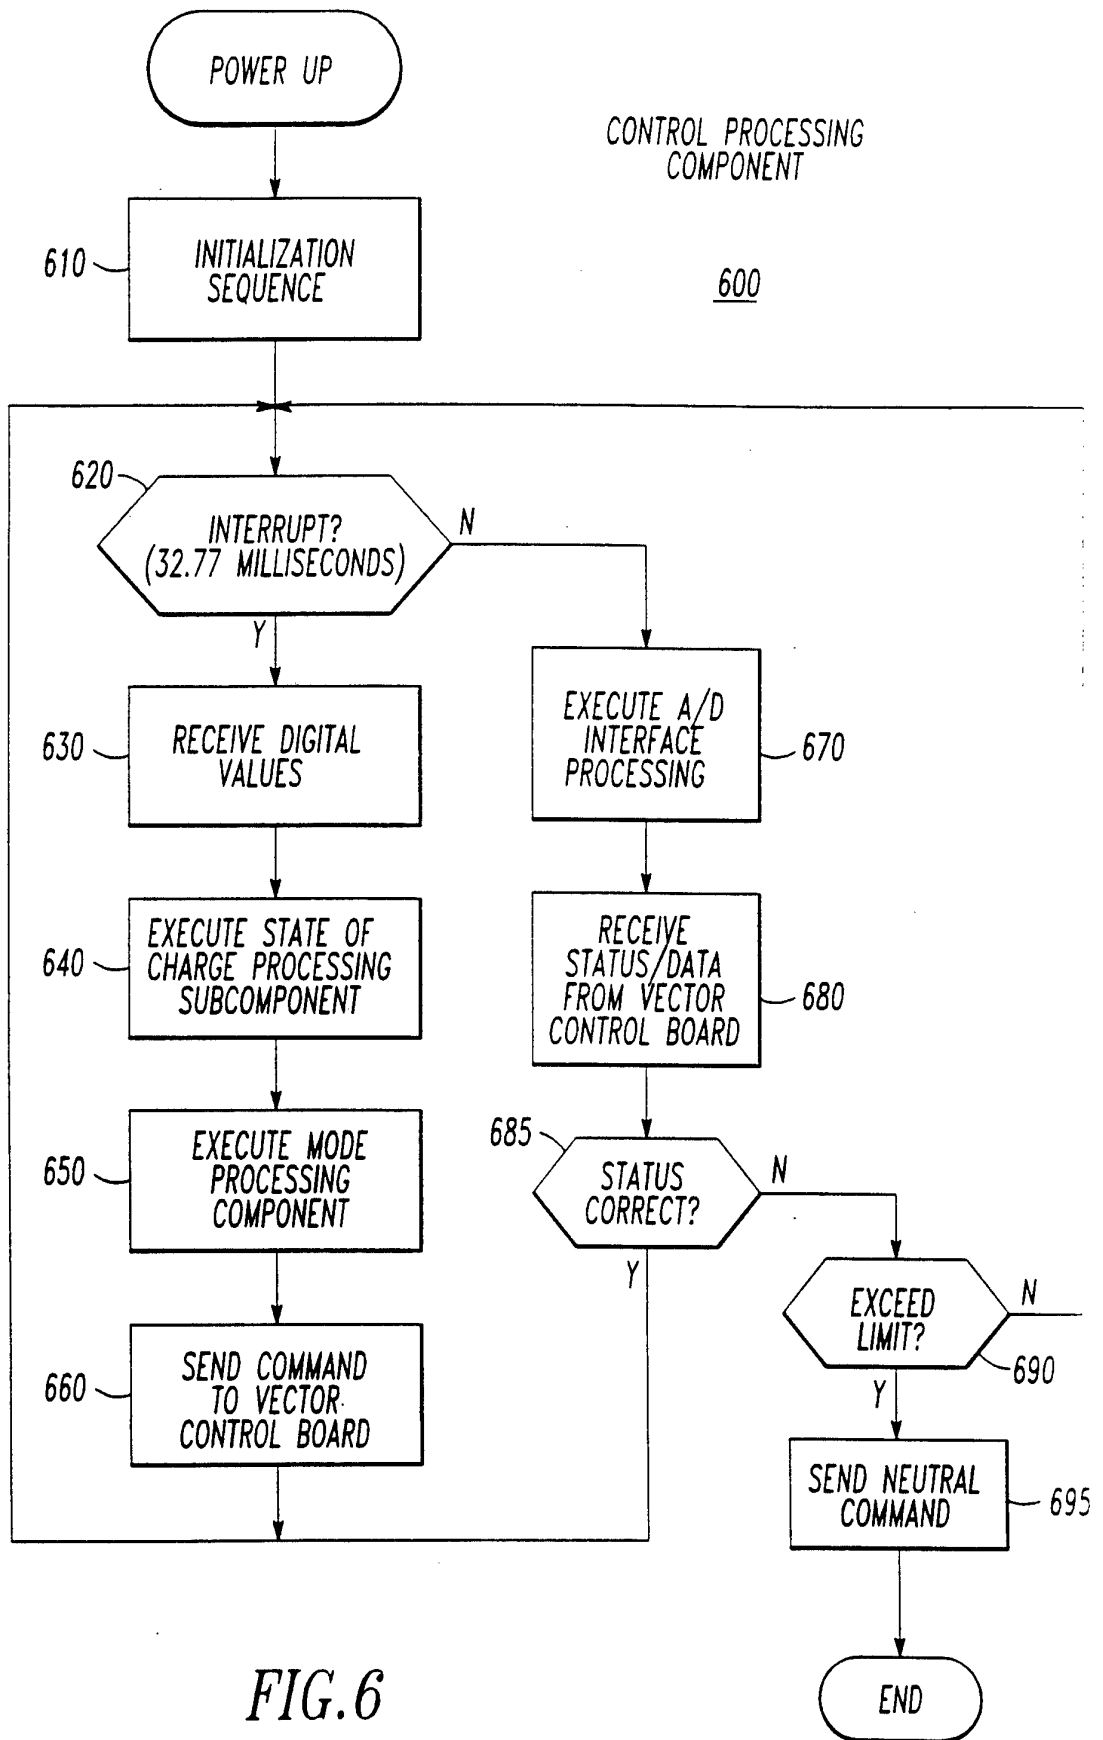 POWER UP
CONTROL PROCESSING
COMPONENT
600
610
INITIALIZATION
SEQUENCE
620
INTERRUPT?
(32.77 MILLISECONDS)
N
Y
630
RECEIVE DIGITAL
VALUES
EXECUTE A/D
INTERFACE
PROCESSING
670
640
EXECUTE STATE OF
CHARGE PROCESSING
SUBCOMPONENT
RECEIVE
STATUS/DATA
FROM VECTOR
CONTROL BOARD
680
650
EXECUTE MODE
PROCESSING
COMPONENT
685
STATUS
CORRECT?
N
Y
EXCEED
LIMIT?
N
690
Y
660
SEND COMMAND
TO VECTOR
CONTROL BOARD
SEND NEUTRAL
COMMAND
695
END
FIG.6